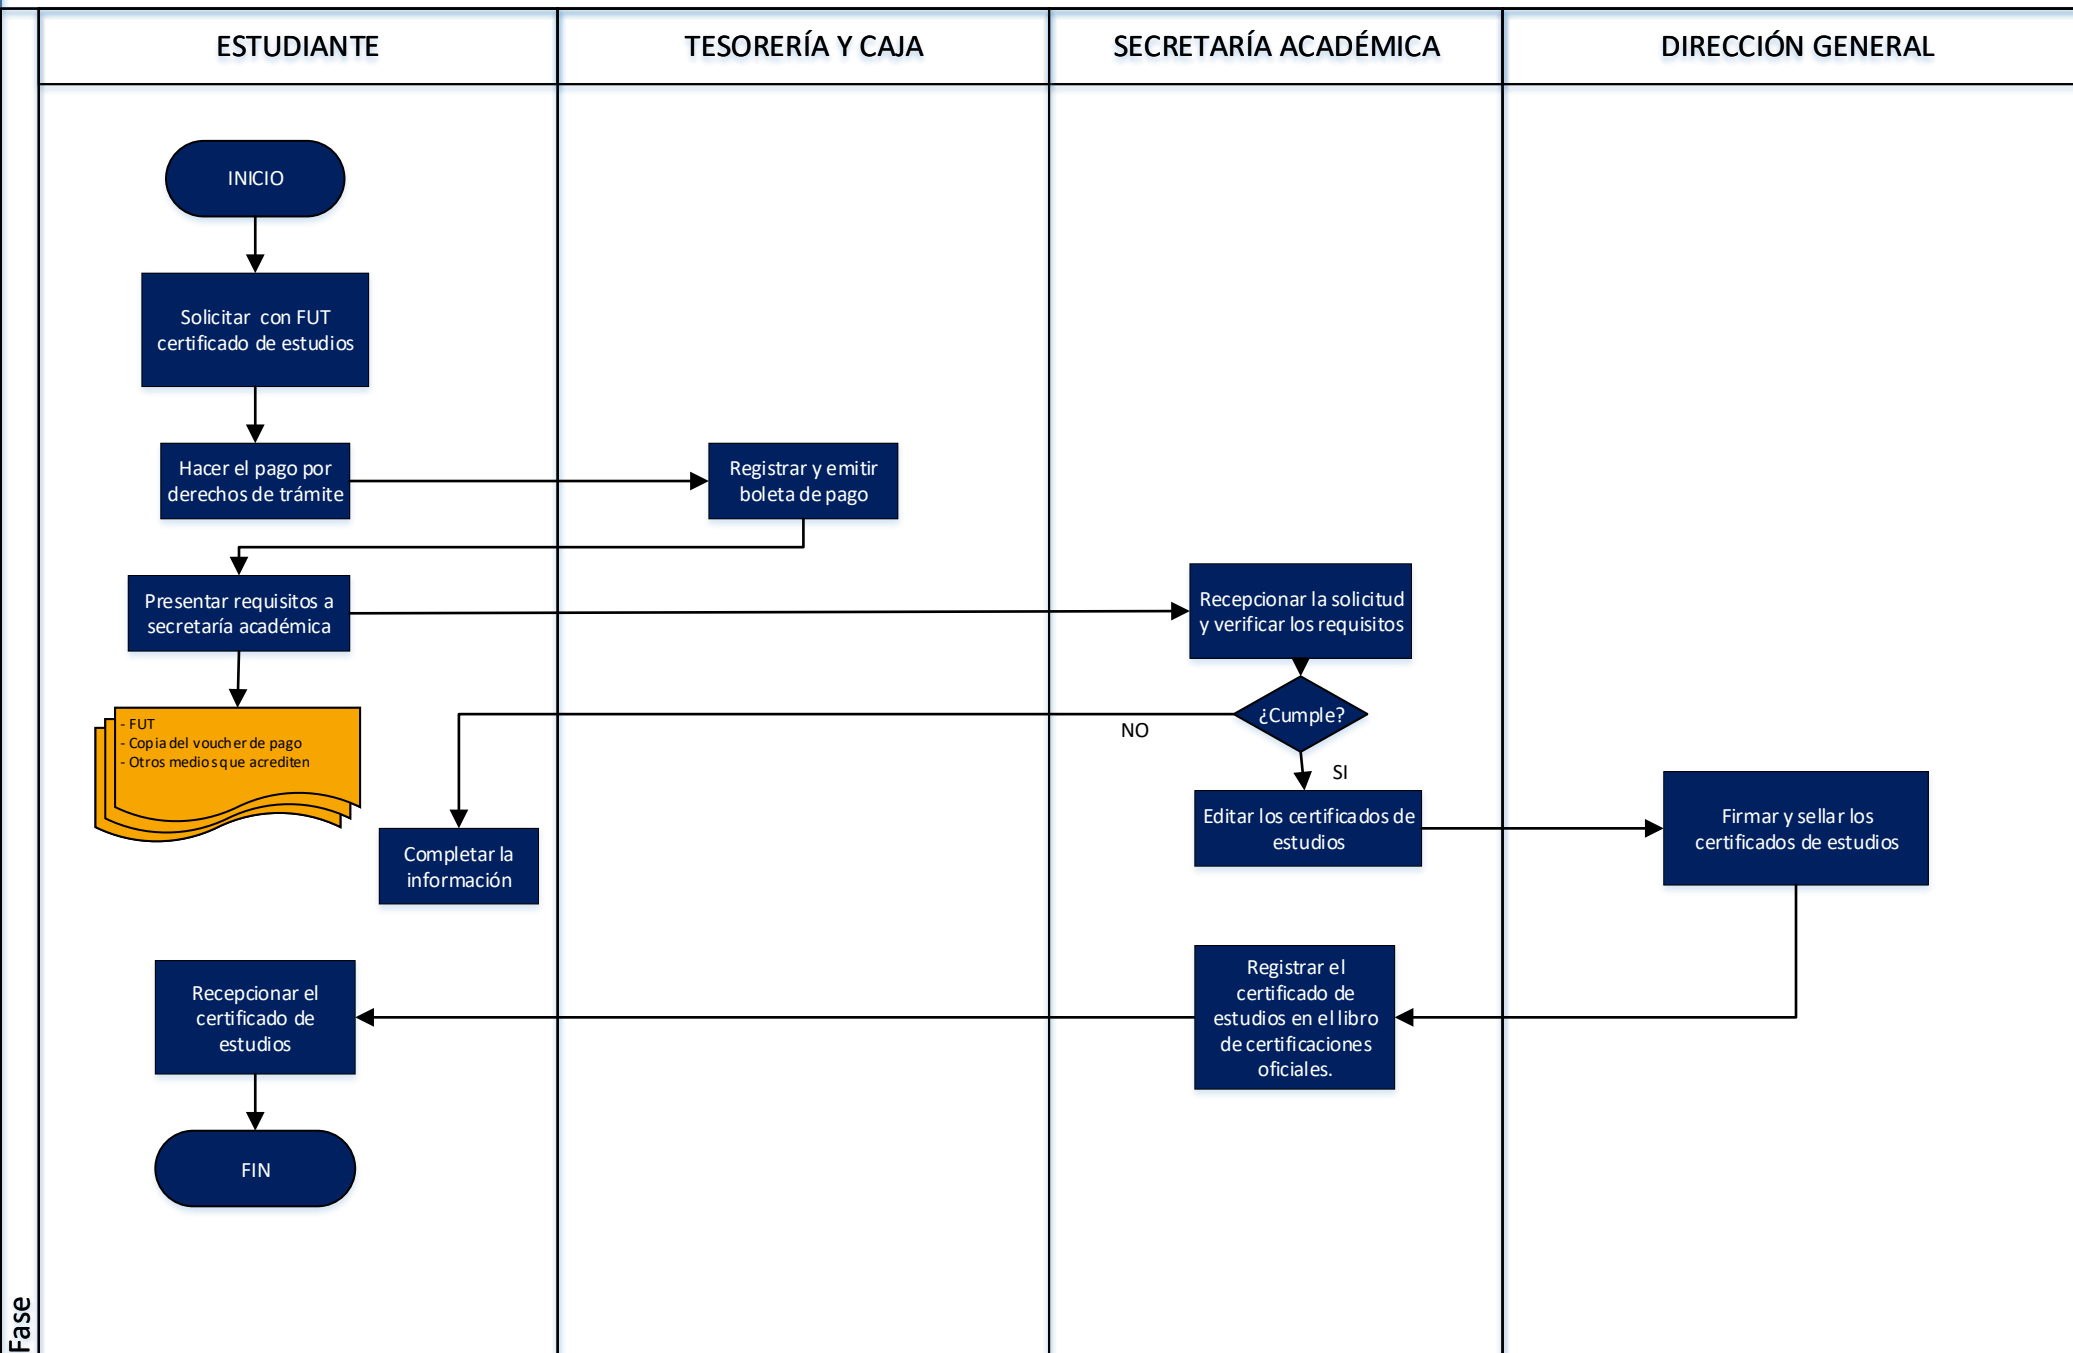 ESTUDIANTE
TESORERÍA Y CAJA
SECRETARÍA ACADÉMICA
DIRECCIÓN GENERAL
INICIO
Solicitar con FUT
certificado de estudios
Hacer el pago por
derechos de trámite
Registrar y emitir
boleta de pago
Presentar requisitos a
secretaría académica
Recepcionar la solicitud
y verificar los requisitos
- FUT
- Copia del voucher de pago
- Otros medios que acrediten
¿Cumple?
NO
SI
Completar la
información
Editar los certificados de
estudios
Firmar y sellar los
certificados de estudios
Recepcionar el
certificado de
estudios
Registrar el
certificado de
estudios en el libro
de certificaciones
oficiales.
FIN
Fase